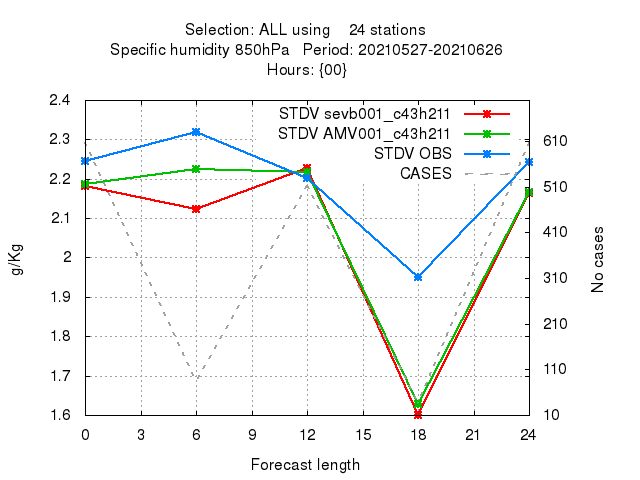 Selection: ALL using 24 stations
Specific humidity 850hPa Period: 20210527-20210626
Hours: {00}
STDV sevb001_c43h211
STDV AMV001_c43h211
STDV OBS
CASES
g/Kg
2.4
2.3
2.2
2.1
2
1.9
1.8
1.7
1.6
610
510
410
310
210
110
10
No cases
0 3 6 9 12 15 18 21 24
Forecast length